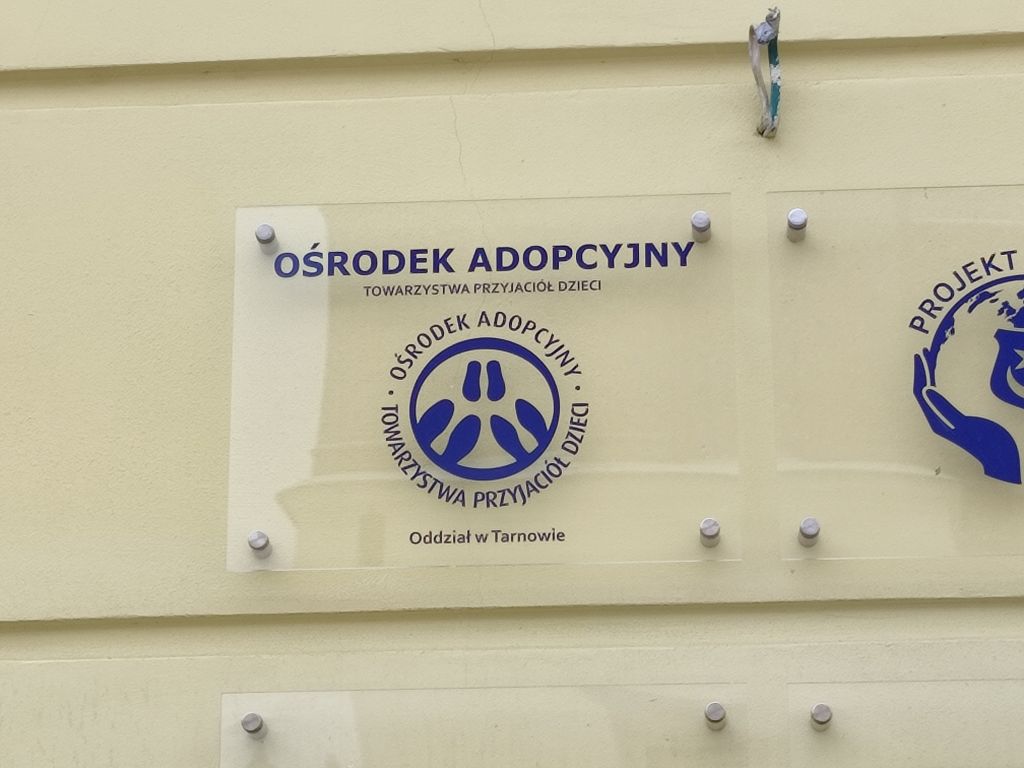 OŚRODEK ADOPCYJNY
TOWARZYSTWA PRZYJACIÓŁ DZIECI
• OŚRODEK ADOPCYJNY •
TOWARZYSTWA PRZYJACIÓŁ DZIECI
Oddział w Tarnowie
PROJEKT